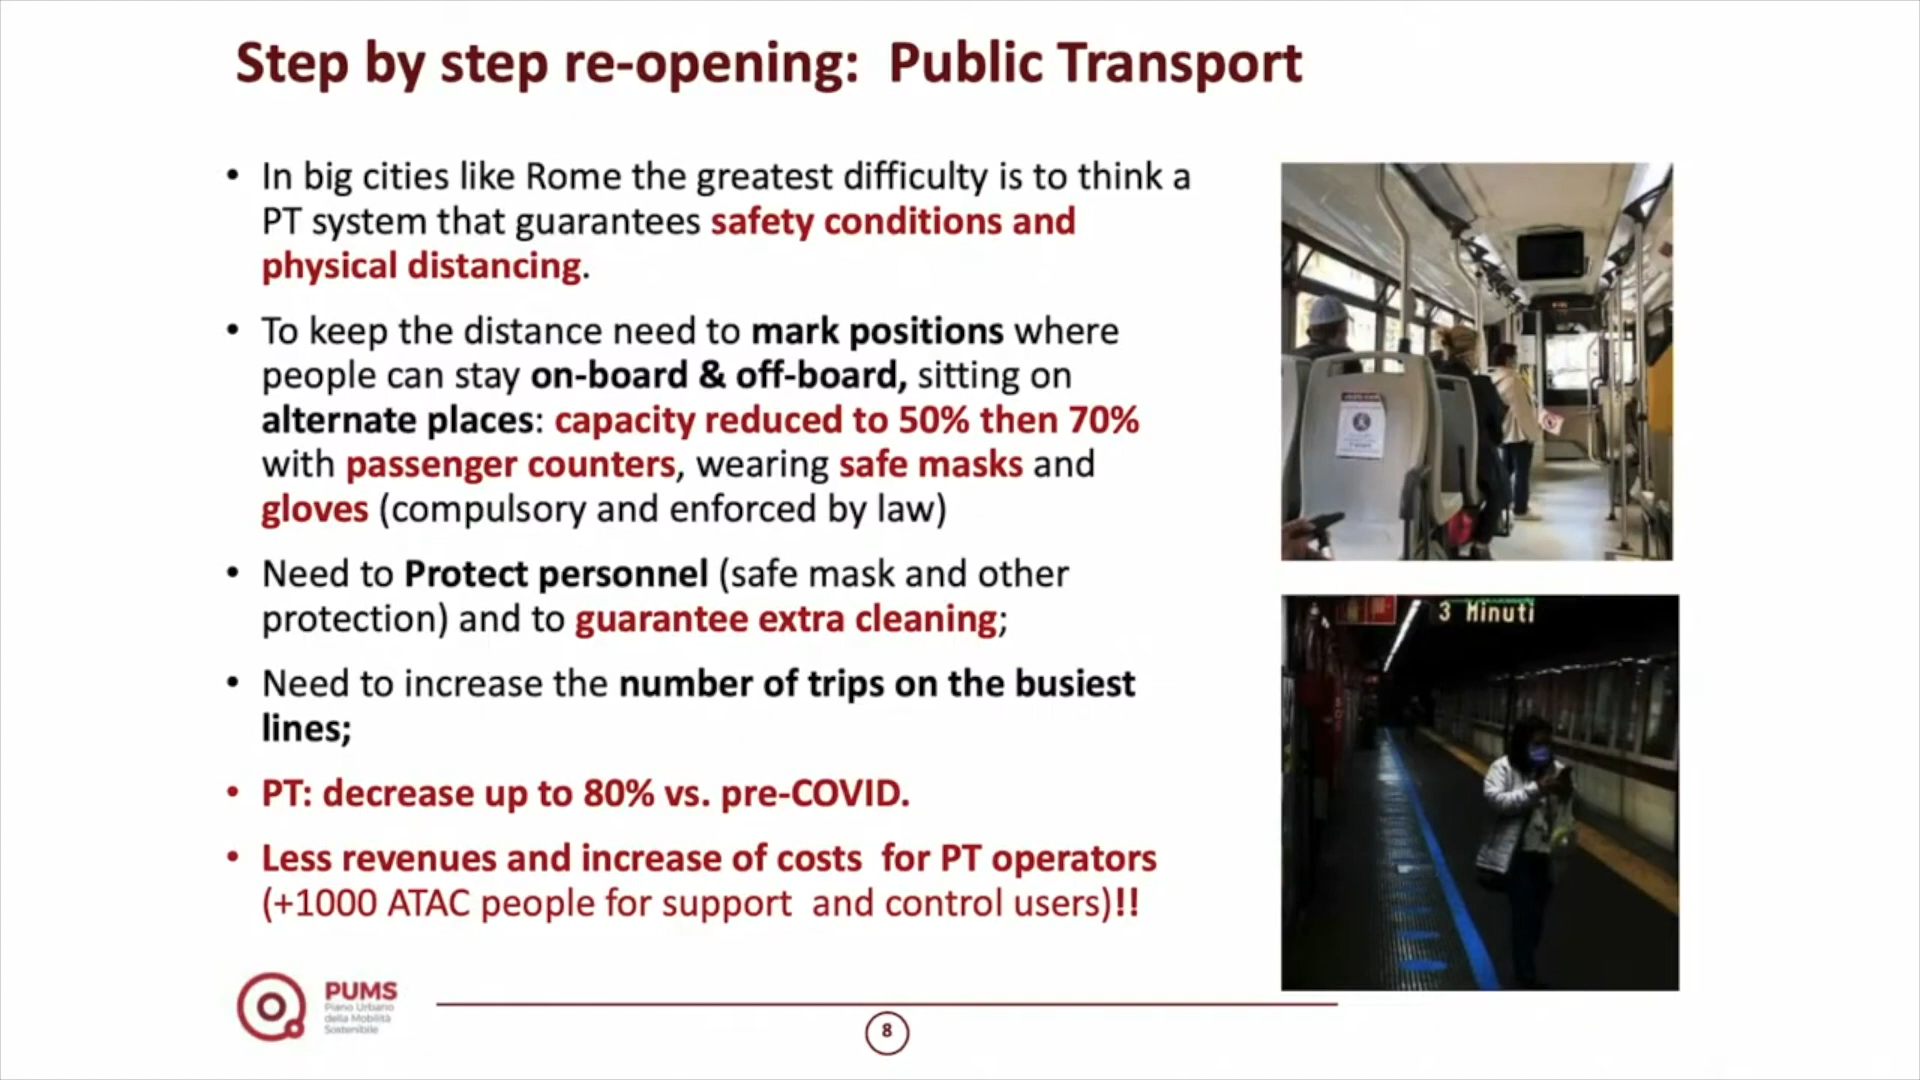 Step by step re-opening:  Public Transport
• In big cities like Rome the greatest difficulty is to think a
PT system that guarantees safety conditions and
physical distancing.
• To keep the distance need to mark positions where
people can stay on-board & off-board, sitting on
alternate places: capacity reduced to 50% then 70%
with passenger counters, wearing safe masks and
gloves (compulsory and enforced by law)
• Need to Protect personnel (safe mask and other
protection) and to guarantee extra cleaning;
• Need to increase the number of trips on the busiest
lines;
• PT: decrease up to 80% vs. pre-COVID.
• Less revenues and increase of costs  for PT operators
(+1000 ATAC people for support  and control users)!!
3 Minuti
PUMS
Piano Urbano
della Mobilità
Sostenibile
8